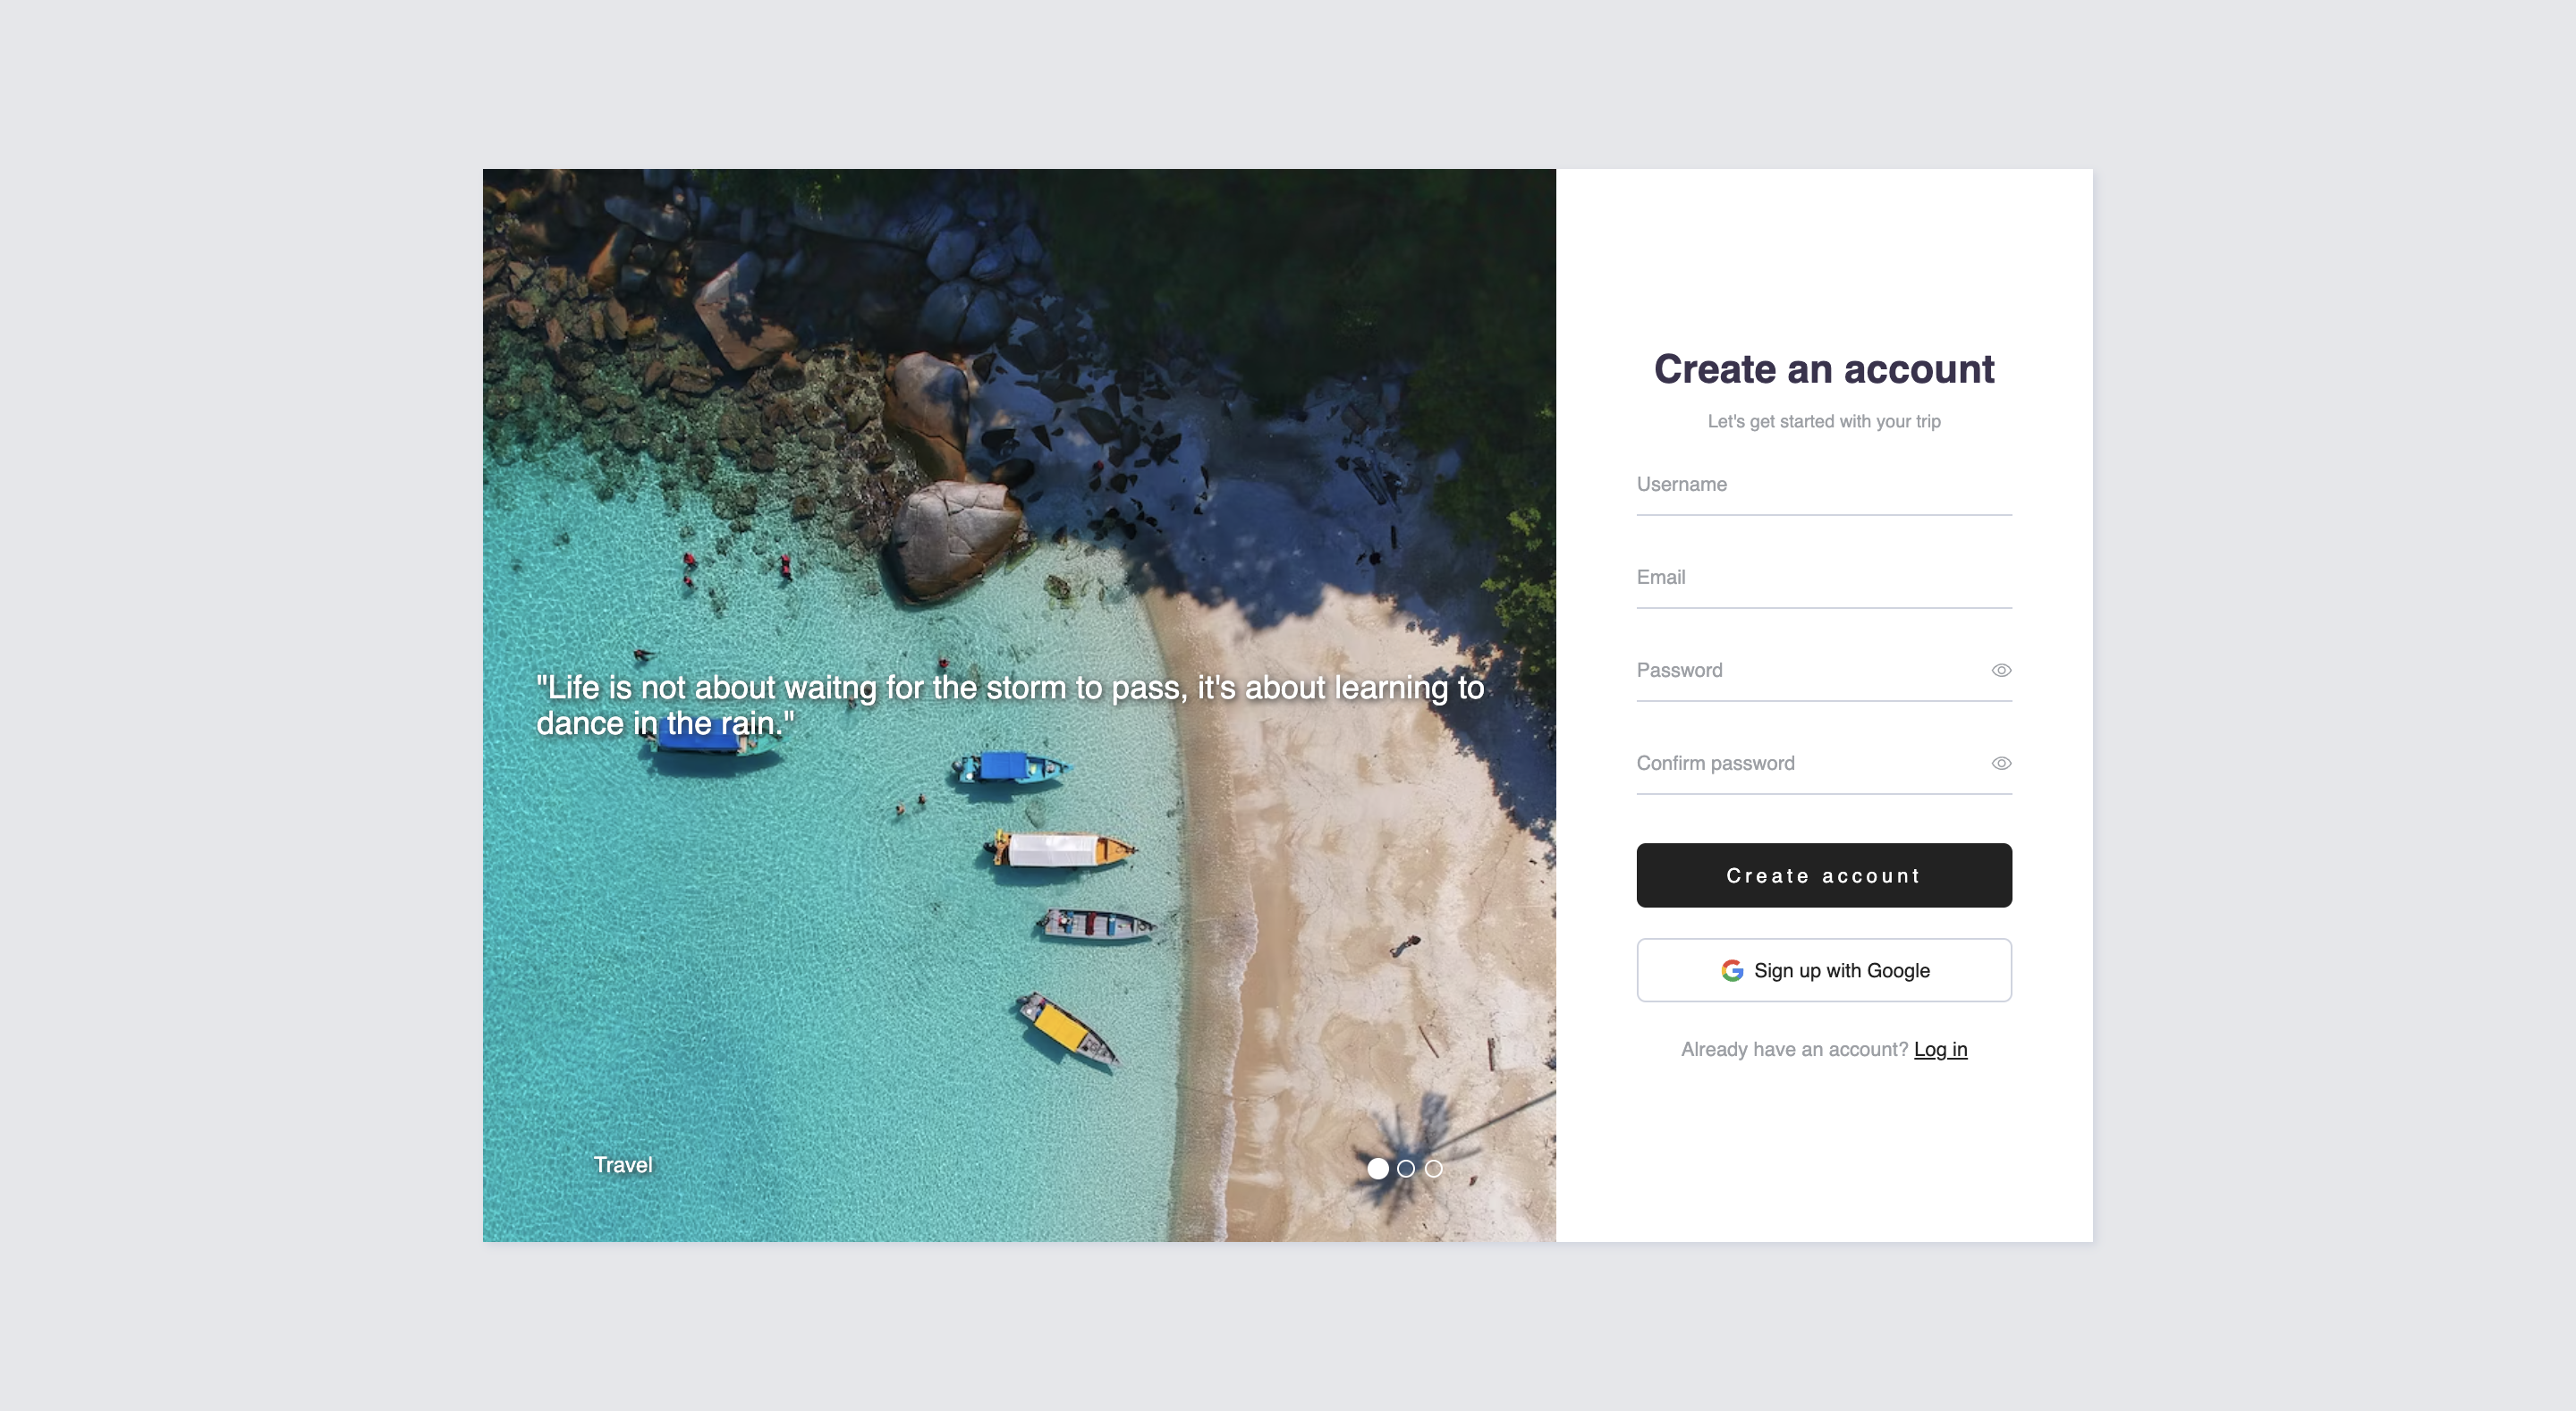 "Life is not about waitng for the storm to pass, it's about learning to
dance in the rain."
Travel
Create an account
Let's get started with your trip
Username
Email
Password
Confirm password
Create account
Sign up with Google
Already have an account? Log in